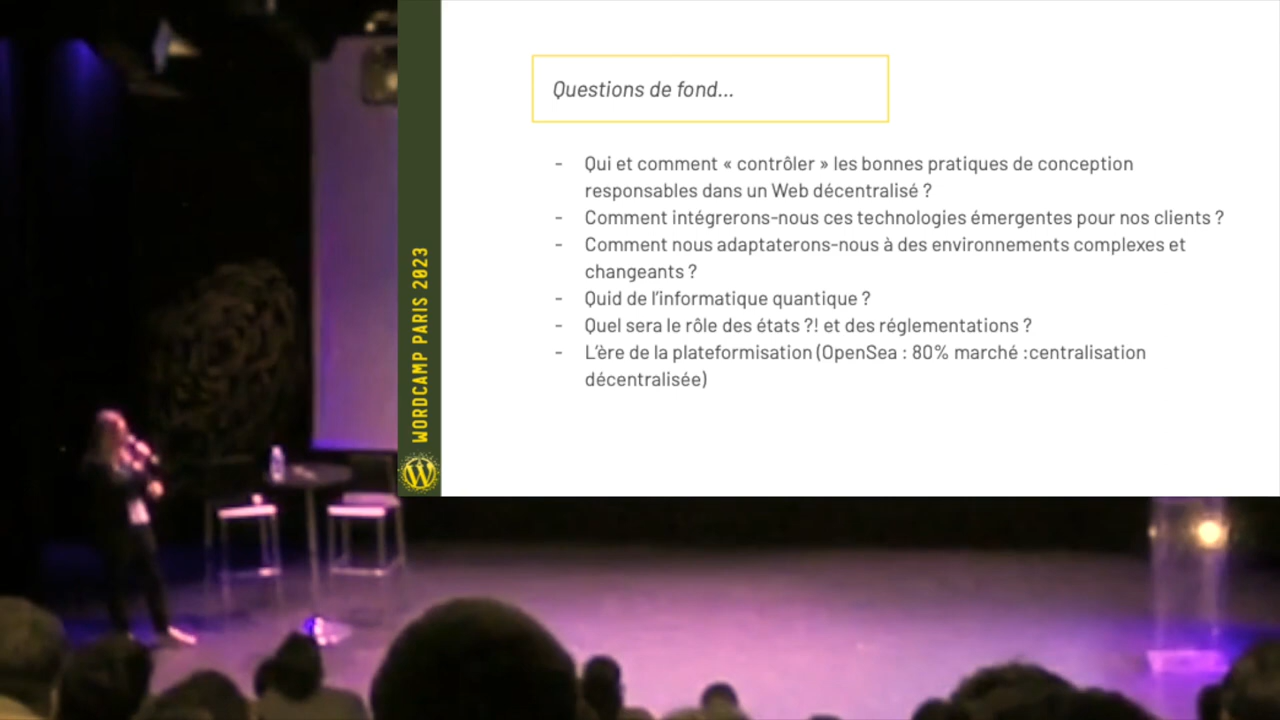 Questions de fond...
- Qui et comment « contrôler » les bonnes pratiques de conception
responsables dans un Web décentralisé ?
- Comment intégrerons-nous ces technologies émergentes pour nos clients ?
- Comment nous adaptaterons-nous à des environnements complexes et
changeants ?
- Quid de l'informatique quantique ?
- Quel sera le rôle des états ?! et des réglementations ?
- L'ère de la plateformisation (OpenSea : 80% marché :centralisation
décentralisée)
WORDCAMP PARIS 2023